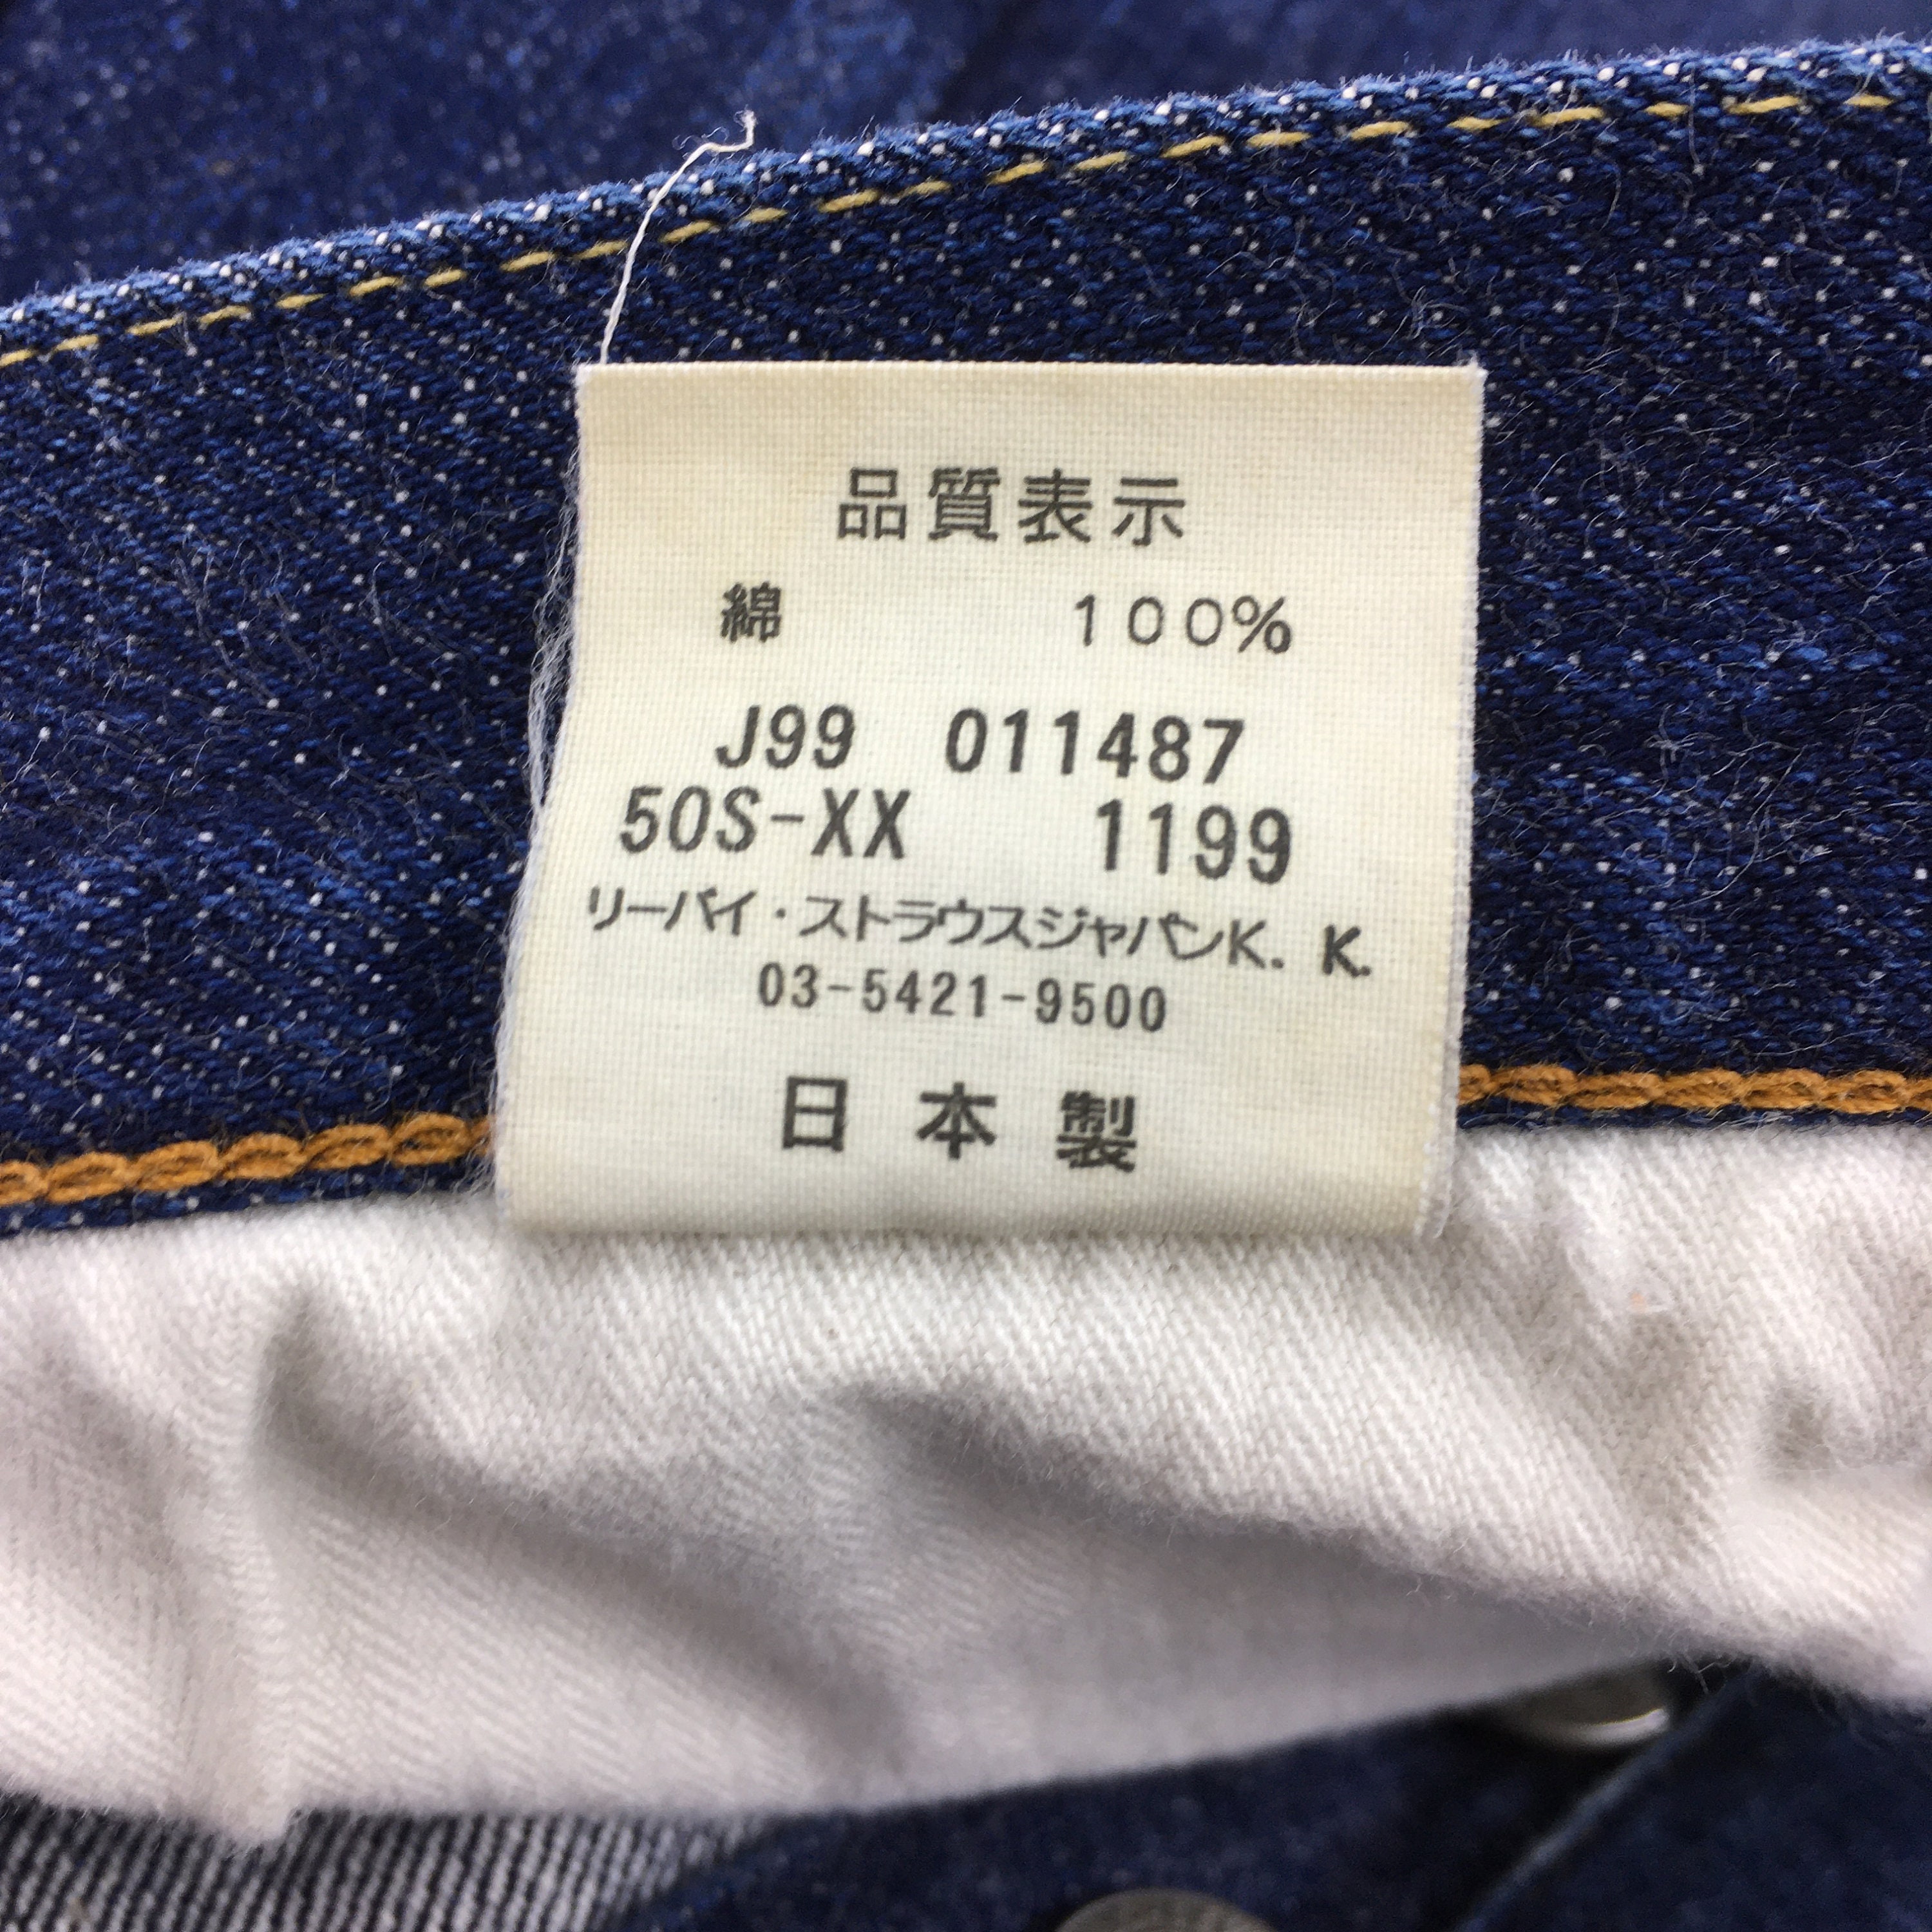 品質表示
綿 100%
J99 011487
50S-XX 1199
リーバイ・ストラウスジャパンK. K.
03-5421-9500
日本製